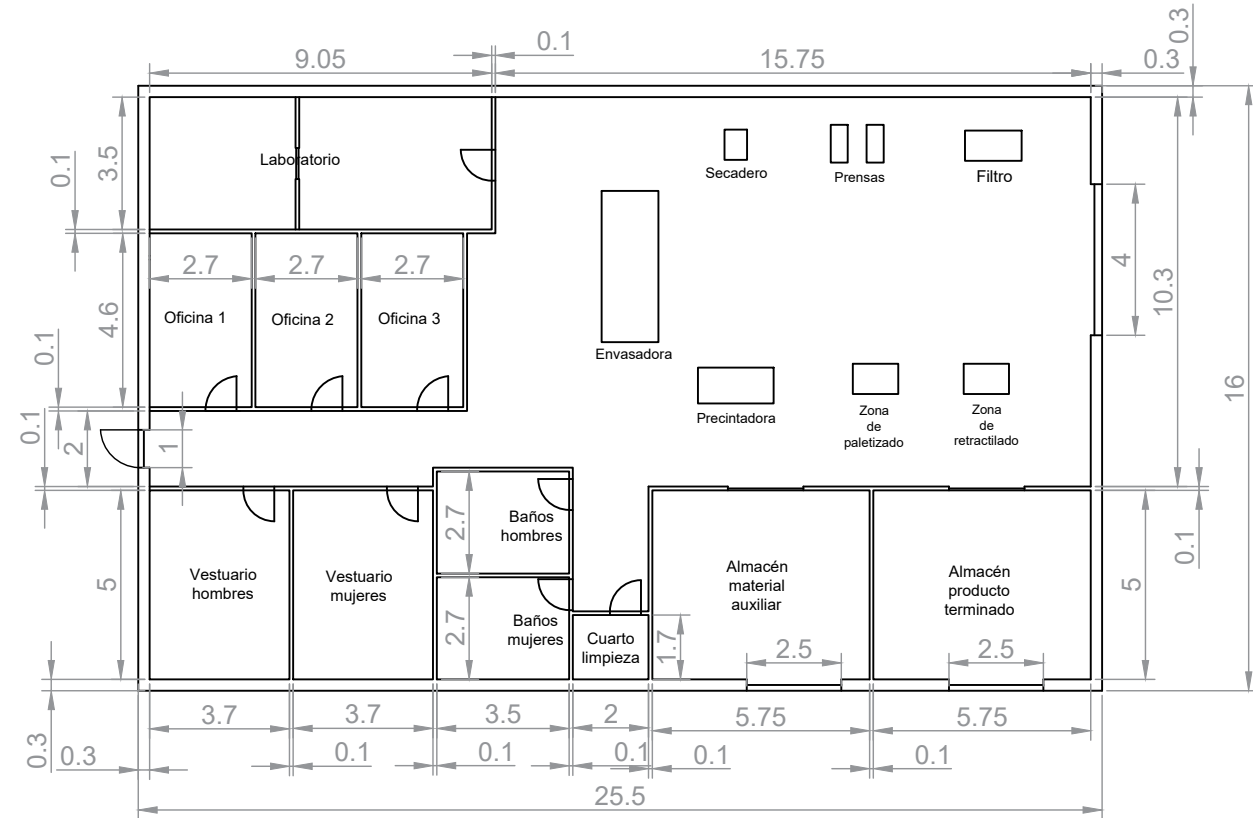 0.1
0.3
9.05
15.75
0.3
Laboratorio
Secadero
Prensas
Filtro
0.1
3.5
2.7
2.7
2.7
4
10.3
Oficina 1
Oficina 2
Oficina 3
4.6
Envasadora
0.1
16
Precintadora
Zona
de
paletizado
Zona
de
retractilado
0.1
2
1
2.7
Baños
hombres
0.1
5
Vestuario
hombres
Vestuario
mujeres
Almacén
material
auxiliar
Almacén
producto
terminado
5
2.7
Baños
mujeres
Cuarto
limpieza
1.7
2.5
2.5
3.7
3.7
3.5
2
5.75
5.75
0.3
0.3
0.1
0.1
0.1
0.1
0.1
25.5